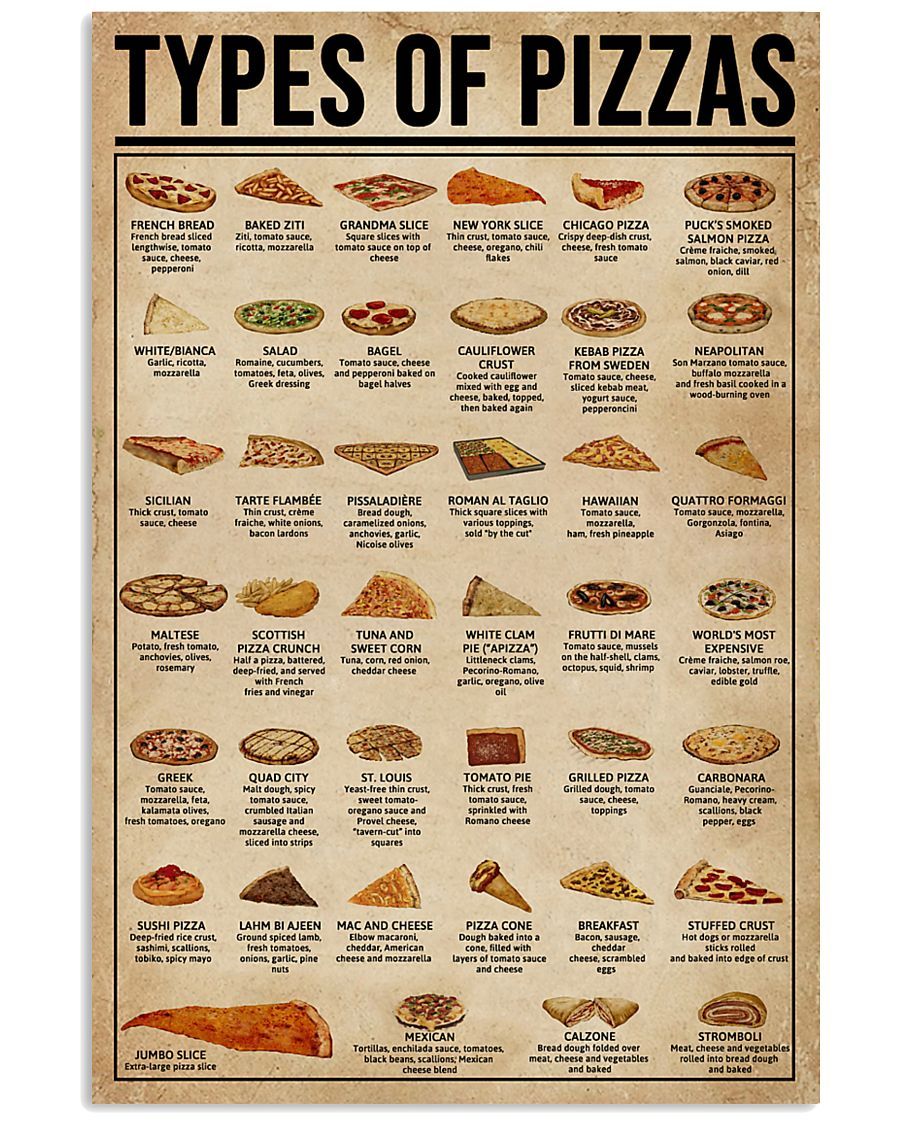 TYPES OF PIZZAS
FRENCH BREAD
French bread sliced
lengthwise, tomato
sauce, cheese,
pepperoni
BAKED ZITI
Ziti, tomato sauce,
ricotta, mozzarella
GRANDMA SLICE
Square slices with
tomato sauce on top of
cheese
NEW YORK SLICE
Thin crust, tomato sauce,
cheese, oregano, chili
flakes
CHICAGO PIZZA
Crispy deep-dish crust,
cheese, fresh tomato
sauce
PUCK'S SMOKED
SALMON PIZZA
Crème fraiche, smoked,
salmon, black caviar, red
onion, dill
WHITE/BIANCA
Garlic, ricotta,
mozzarella
SALAD
Romaine, cucumbers,
tomatoes, feta, olives,
Greek dressing
BAGEL
Tomato sauce, cheese
and pepperoni baked on
bagel halves
CAULIFLOWER
CRUST
Cooked cauliflower
mixed with egg and
cheese, baked, topped,
then baked again
KEBAB PIZZA
FROM SWEDEN
Tomato sauce, cheese,
sliced kebab meat,
yogurt sauce,
pepperoncini
NEAPOLITAN
Son Marzano tomato sauce,
buffalo mozzarella
and fresh basil cooked in a
wood-burning oven
SICILIAN
Thick crust, tomato
sauce, cheese
TARTE FLAMBÉE
Thin crust, crème
fraiche, white onions,
bacon lardons
PISSALADIÈRE
Bread dough,
caramelized onions,
anchovies, garlic,
Nicoise olives
ROMAN AL TAGLIO
Thick square slices with
various toppings,
sold "by the cut"
HAWAIIAN
Tomato sauce,
mozzarella,
ham, fresh pineapple
QUATTRO FORMAGGI
Tomato sauce, mozzarella,
Gorgonzola, fontina,
Asiago
MALTESE
Potato, fresh tomato,
anchovies, olives,
rosemary
SCOTTISH
PIZZA CRUNCH
Half a pizza, battered,
deep-fried, and served
with French
fries and vinegar
TUNA AND
SWEET CORN
Tuna, corn, red onion,
cheddar cheese
WHITE CLAM
PIE ("APIZZA")
Littleneck clams,
Pecorino-Romano,
garlic, oregano, olive
oil
FRUTTI DI MARE
Tomato sauce, mussels
on the half-shell, clams,
octopus, squid, shrimp
WORLD'S MOST
EXPENSIVE
Crème fraiche, salmon roe,
caviar, lobster, truffle,
edible gold
GREEK
Tomato sauce,
mozzarella, feta,
kalamata olives,
fresh tomatoes, oregano
QUAD CITY
Malt dough, spicy
tomato sauce,
crumbled Italian
sausage and
mozzarella cheese,
sliced into strips
ST. LOUIS
Yeast-free thin crust,
sweet tomato-
oregano sauce and
Provel cheese,
"tavern-cut" into
squares
TOMATO PIE
Thick crust, fresh
tomato sauce,
sprinkled with
Romano cheese
GRILLED PIZZA
Grilled dough, tomato
sauce, cheese,
toppings
CARBONARA
Guanciale, Pecorino-
Romano, heavy cream,
scallions, black
pepper, eggs
SUSHI PIZZA
Deep-fried rice crust,
sashimi, scallions,
tobiko, spicy mayo
LAHM BI AJEEN
Ground spiced lamb,
fresh tomatoes,
onions, garlic, pine
nuts
MAC AND CHEESE
Elbow macaroni,
cheddar, American
cheese and mozzarella
PIZZA CONE
Dough baked into a
cone, filled with
layers of tomato sauce
and cheese
BREAKFAST
Bacon, sausage,
cheddar
cheese, scrambled
eggs
STUFFED CRUST
Hot dogs or mozzarella
sticks rolled
and baked into edge of crust
JUMBO SLICE
Extra-large pizza slice
MEXICAN
Tortillas, enchilada sauce, tomatoes,
black beans, scallions, Mexican
cheese blend
CALZONE
Bread dough folded over
meat, cheese and vegetables
and baked
STROMBOLI
Meat, cheese and vegetables
rolled into bread dough
and baked